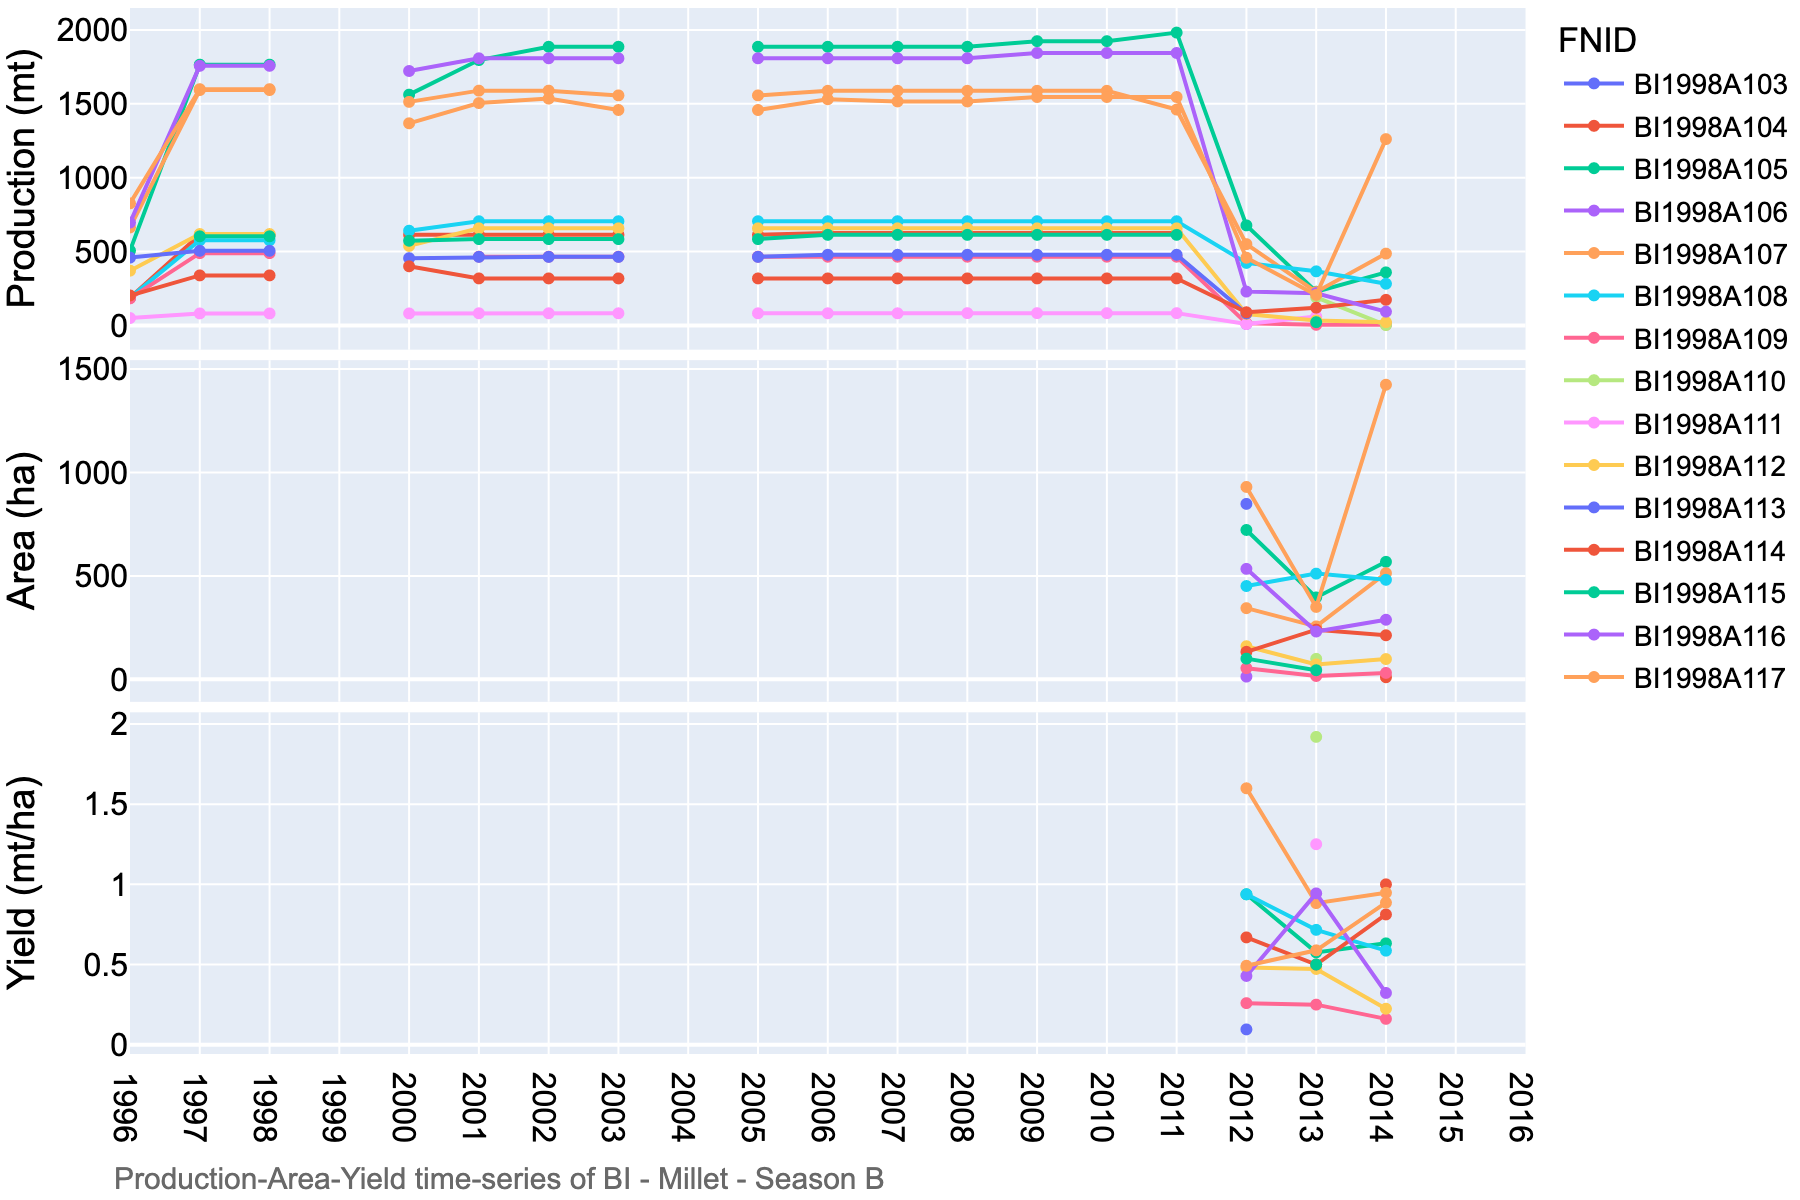 Production (mt)
2000
1500
1000
500
0
Area (ha)
1500
1000
500
0
Yield (mt/ha)
2
1.5
1
0.5
0
1996
1997
1998
1999
2000
2001
2002
2003
2004
2005
2006
2007
2008
2009
2010
2011
2012
2013
2014
2015
2016
FNID
BI1998A103
BI1998A104
BI1998A105
BI1998A106
BI1998A107
BI1998A108
BI1998A109
BI1998A110
BI1998A111
BI1998A112
BI1998A113
BI1998A114
BI1998A115
BI1998A116
BI1998A117
Production-Area-Yield time-series of BI - Millet - Season B